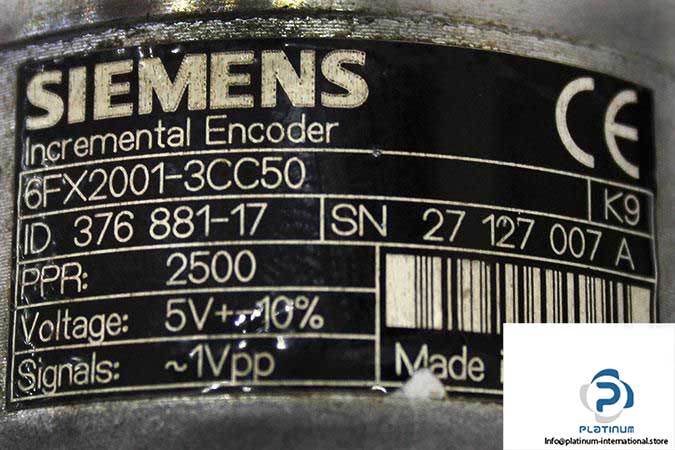 SIEMENS
CE
Incremental Encoder
6FX2001-3CC50
K9
ID 376 881-17 SN 27 127 007 A
PPR: 2500
Voltage: 5V+-10%
Signals: ~1Vpp
Made
PLATINUM
Info@platinum-international.store